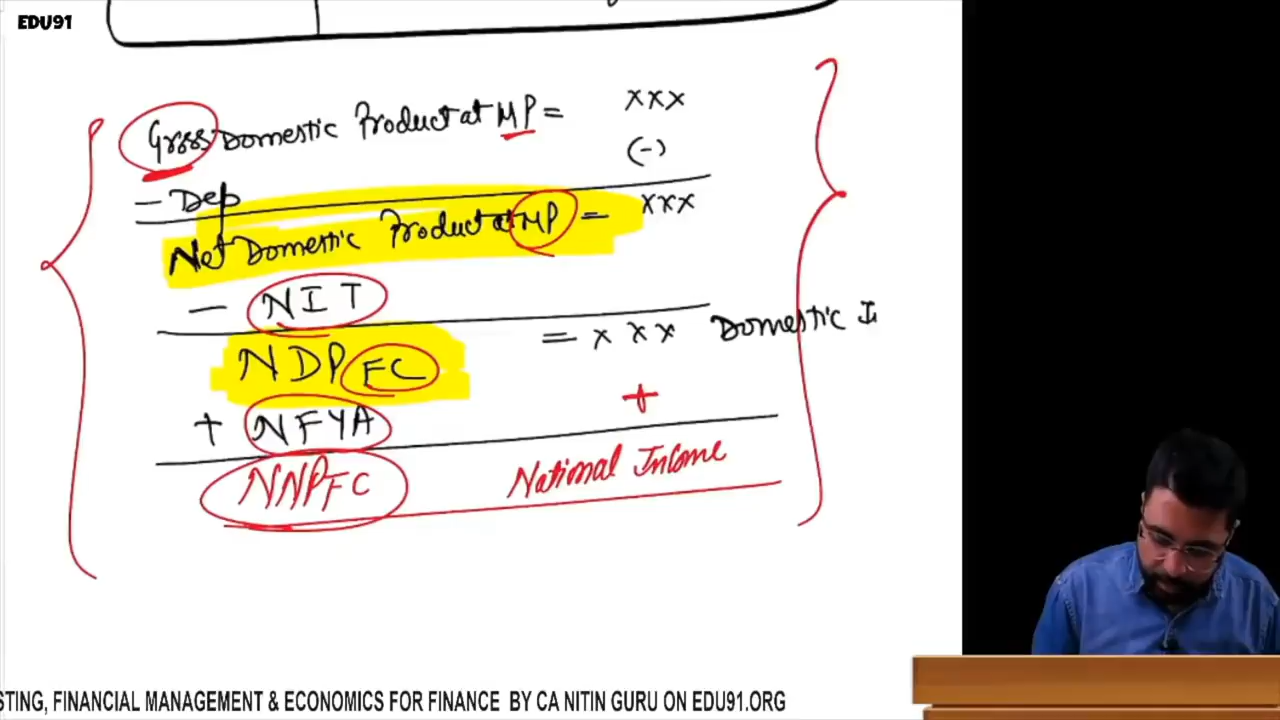 EDU91
Gross Domestic Product at MP = xxx
- Dep (-)
Net Domestic Product at MP = xxx
- NIT
NDP FC = x x x Domestic I
+ NFYA +
NNPFC National Income
STING, FINANCIAL MANAGEMENT & ECONOMICS FOR FINANCE BY CA NITIN GURU ON EDU91.ORG